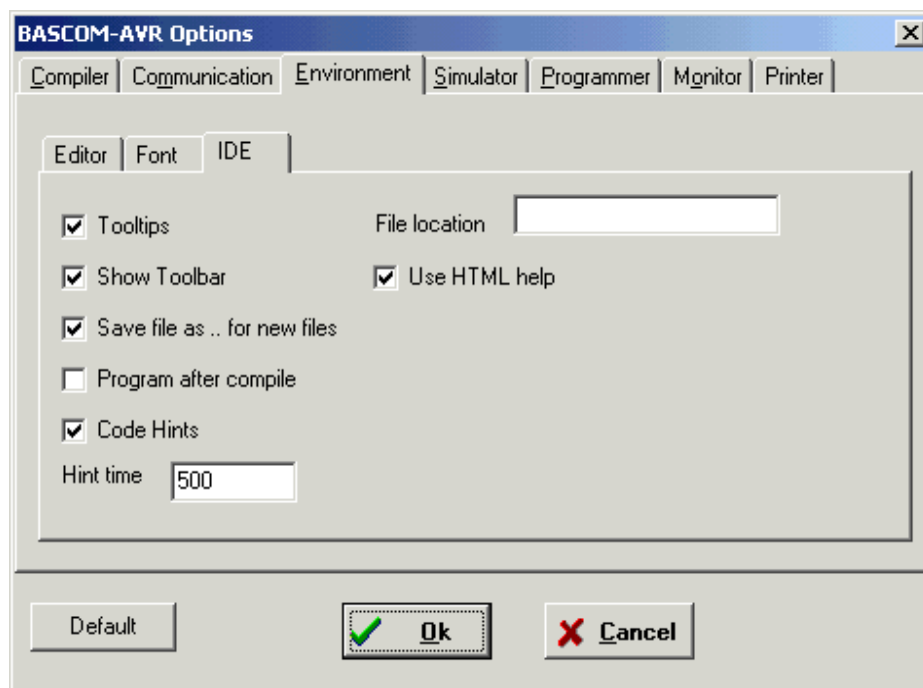 BASCOM-AVR Options
Compiler Communication Environment Simulator Programmer Monitor Printer
Editor Font IDE
Tooltips File location
Show Toolbar Use HTML help
Save file as .. for new files
Program after compile
Code Hints
Hint time 500
Default Ok Cancel